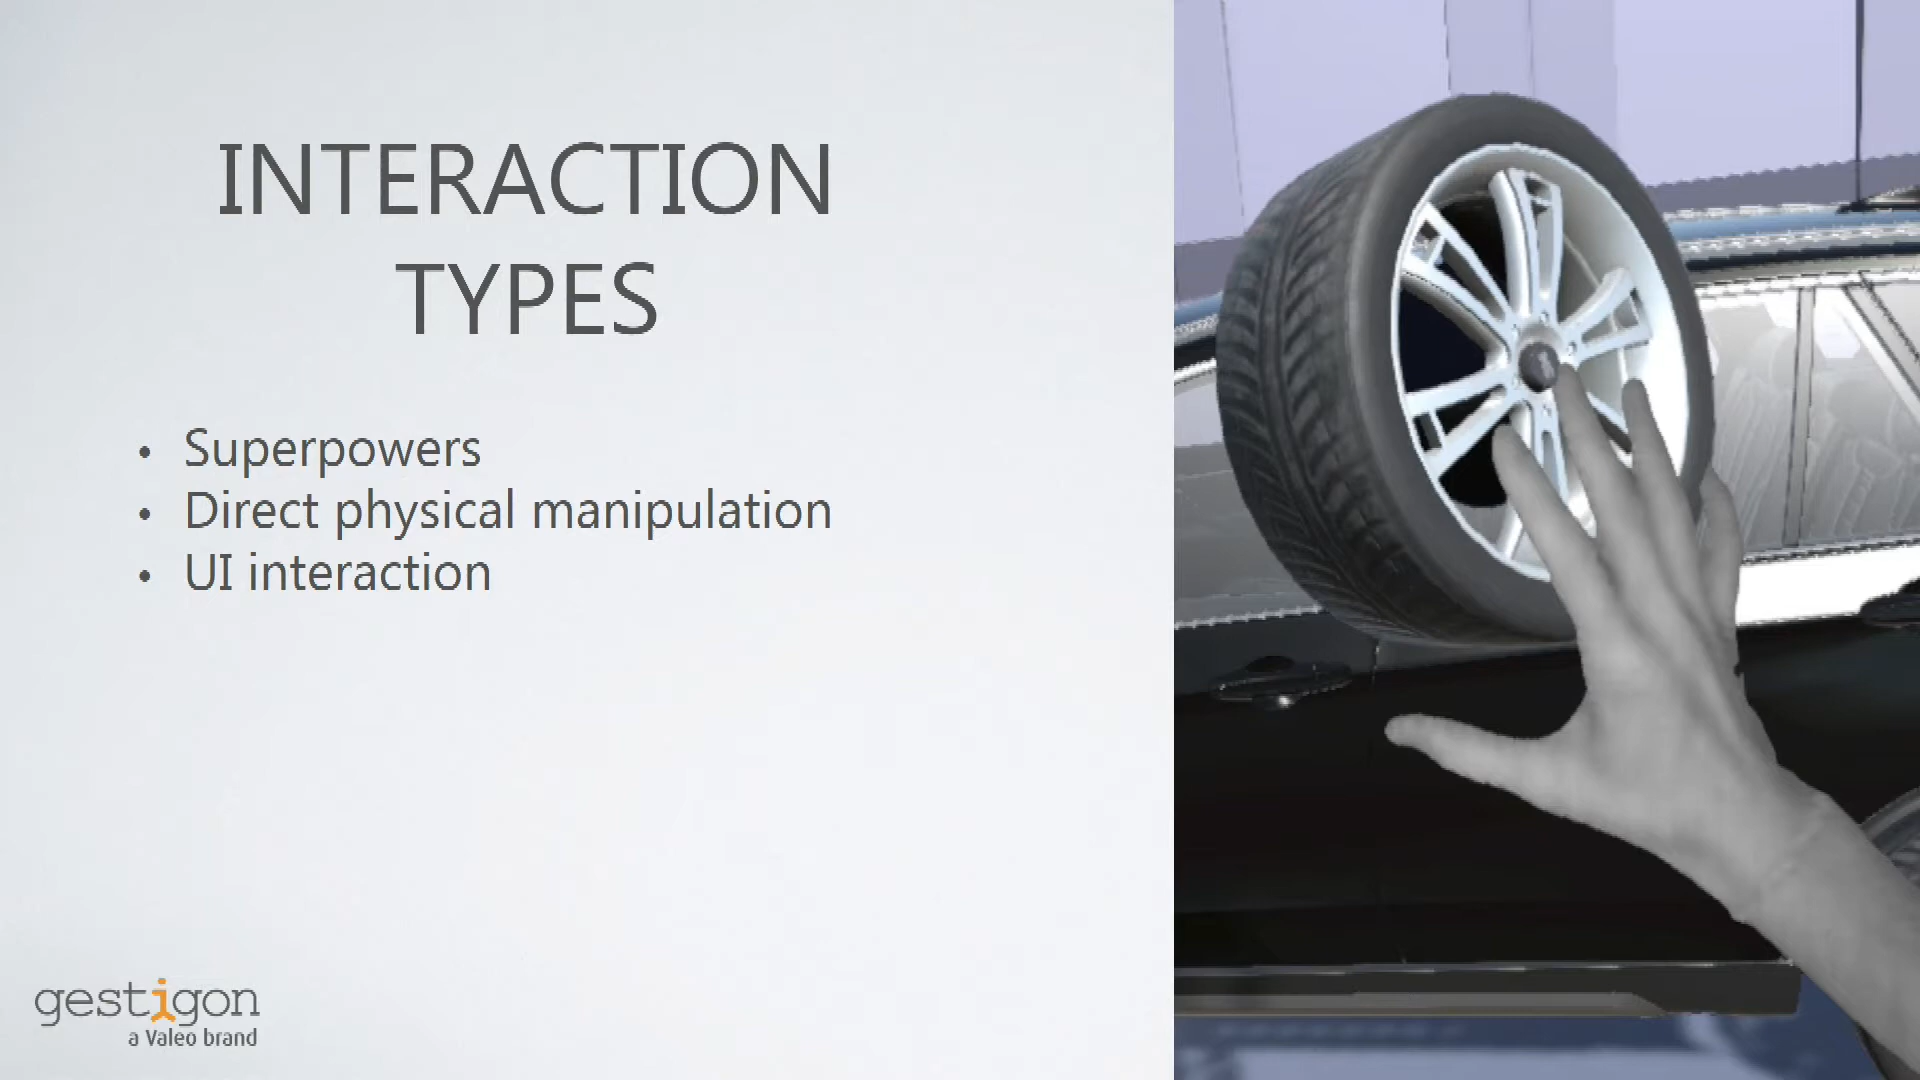 INTERACTION
TYPES
• Superpowers
• Direct physical manipulation
• UI interaction
gestigon
a Valeo brand